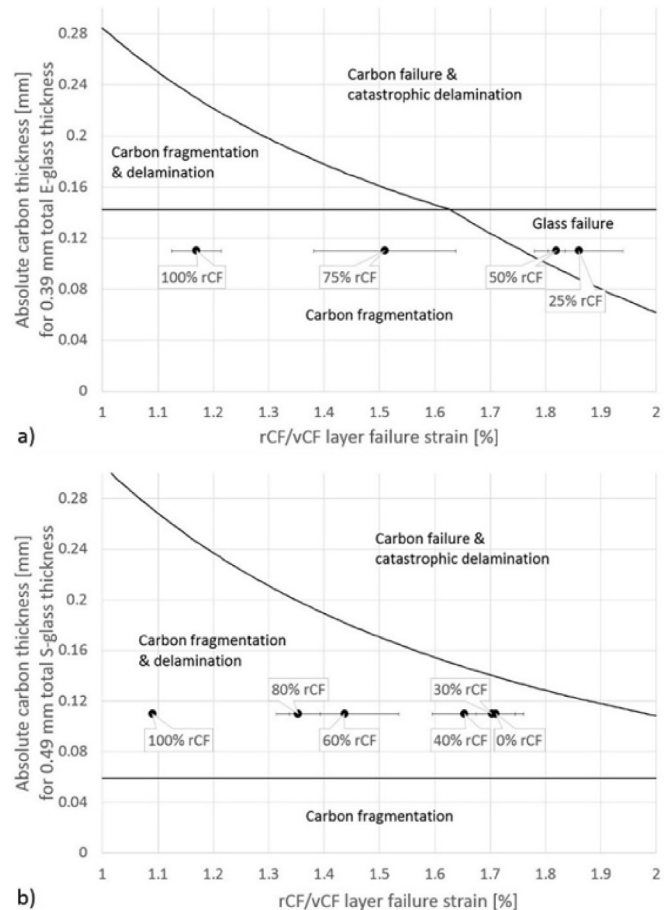 0.28
0.24
0.2
0.16
0.12
0.08
0.04
0
Absolute carbon thickness [mm]
for 0.39 mm total E-glass thickness
Carbon failure &
catastrophic delamination
Carbon fragmentation
& delamination
Glass failure
100% rCF
75% rCF
50% rCF
25% rCF
Carbon fragmentation
1 1.1 1.2 1.3 1.4 1.5 1.6 1.7 1.8 1.9 2
a)
rCF/vCF layer failure strain [%]
0.28
0.24
0.2
0.16
0.12
0.08
0.04
0
Absolute carbon thickness [mm]
for 0.49 mm total S-glass thickness
Carbon failure &
catastrophic delamination
Carbon fragmentation
& delamination
80% rCF
30% rCF
100% rCF
60% rCF
40% rCF
0% rCF
Carbon fragmentation
1 1.1 1.2 1.3 1.4 1.5 1.6 1.7 1.8 1.9 2
b)
rCF/vCF layer failure strain [%]